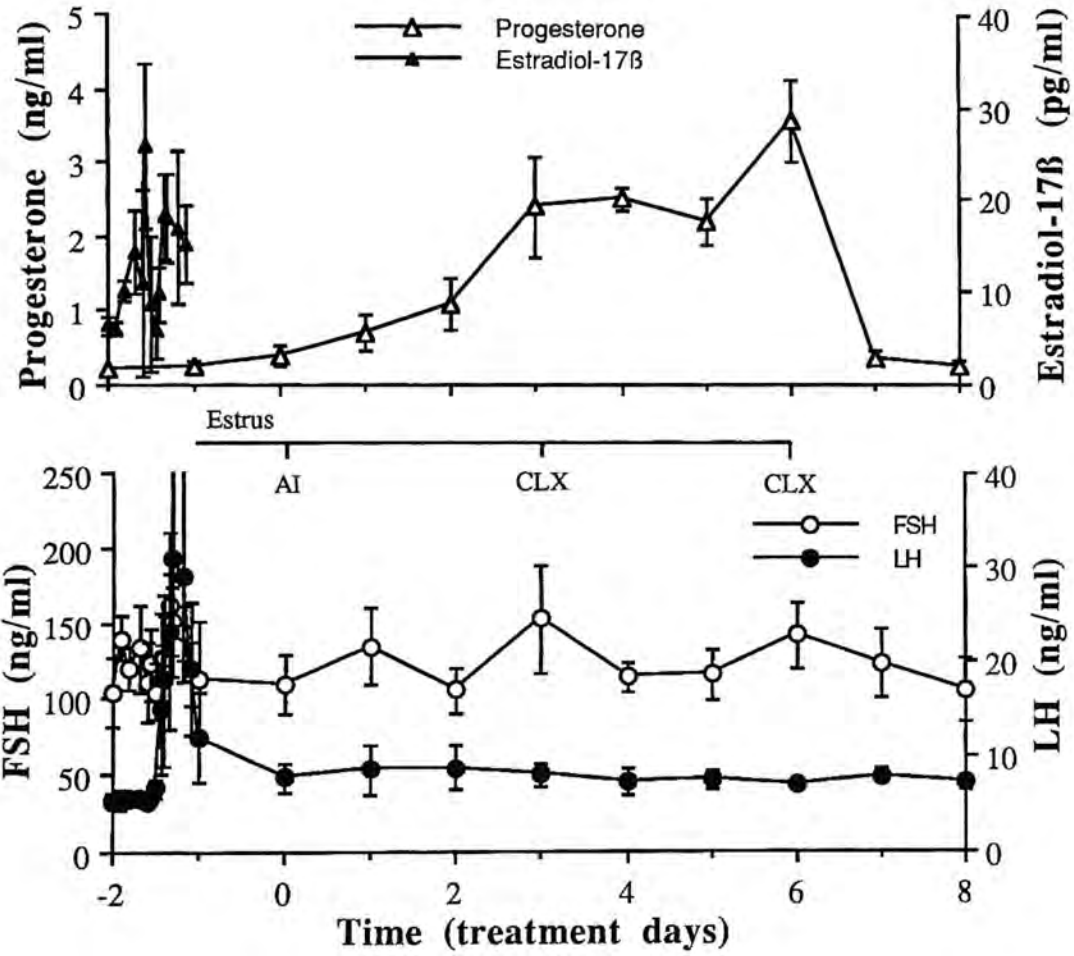 Progesterone (ng/ml)
5
4
3
2
1
0
Progesterone
Estradiol-17ß
40
30
20
10
0
Estradiol-17ß (pg/ml)
Estrus
AI
CLX
CLX
FSH (ng/ml)
250
200
150
100
50
0
FSH
LH
40
30
20
10
0
LH (ng/ml)
-2
0
2
4
6
8
Time (treatment days)